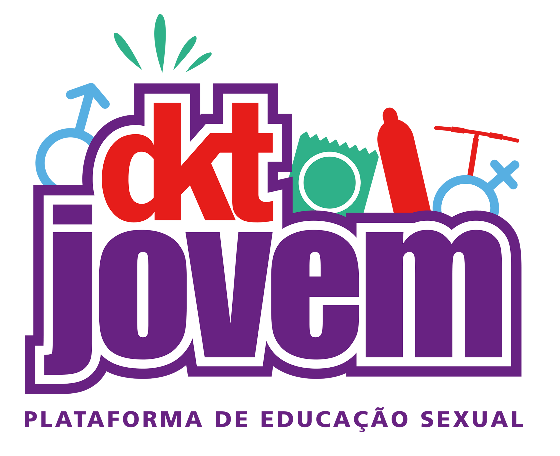 dkt
jovem
PLATAFORMA DE EDUCAÇÃO SEXUAL